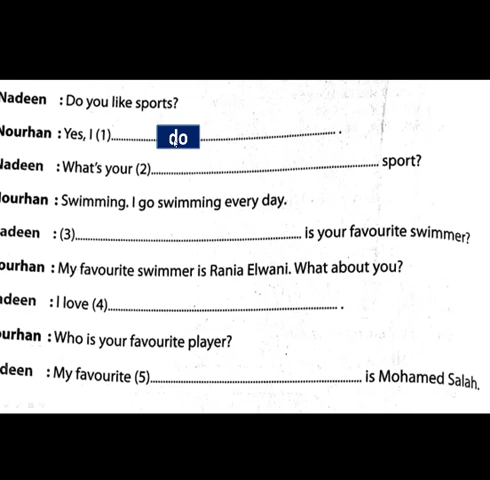 Nadeen : Do you like sports?
Nourhan : Yes, I (1)............ do ........................ .
Nadeen : What's your (2)........................ sport?
Nourhan : Swimming. I go swimming every day.
adeen : (3)........................ is your favourite swimmer?
ourhan : My favourite swimmer is Rania Elwani. What about you?
adeen : I love (4)........................ .
urhan : Who is your favourite player?
deen : My favourite (5)........................ is Mohamed Salah.